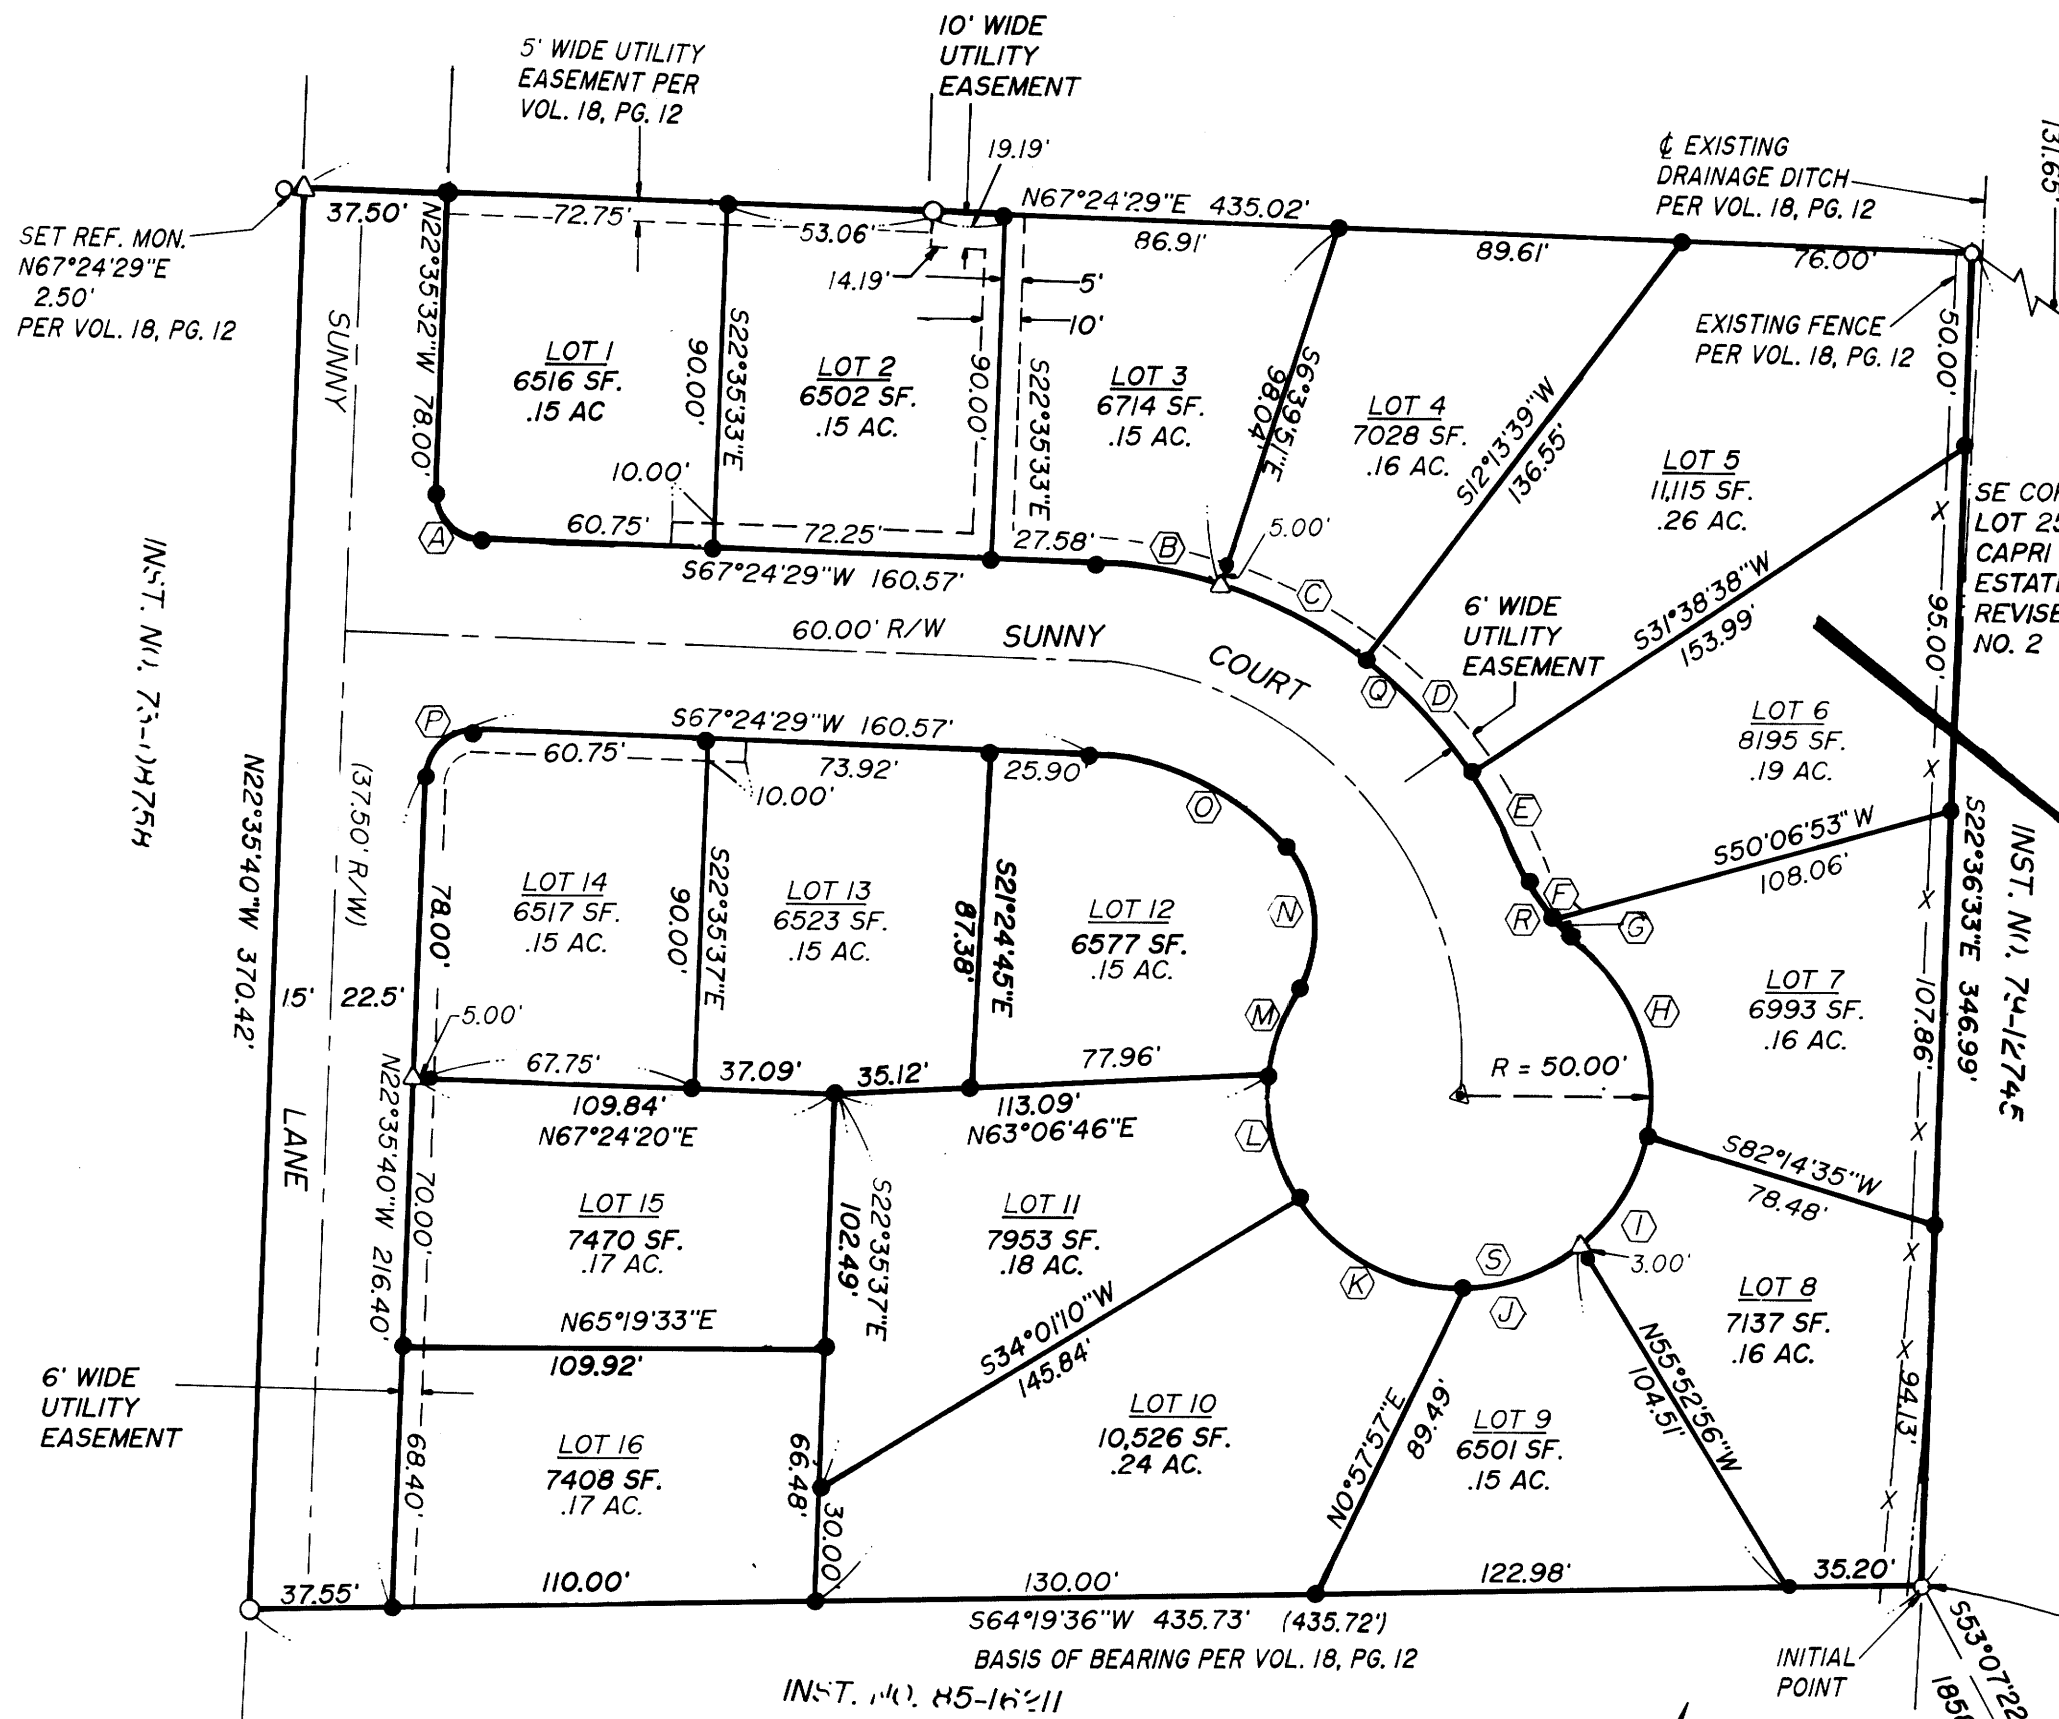 10' WIDE
UTILITY
EASEMENT
5' WIDE UTILITY
EASEMENT PER
VOL. 18, PG. 12
19.19'
℄ EXISTING
DRAINAGE DITCH
PER VOL. 18, PG. 12
131.65'
37.50'
72.75'
53.06'
N67°24'29"E 435.02'
86.91'
89.61'
76.00'
SET REF. MON.
N67°24'29"E
2.50'
PER VOL. 18, PG. 12
14.19'
5'
10'
EXISTING FENCE
PER VOL. 18, PG. 12
50.00'
SUNNY
N22°35'32"W 78.00'
LOT 1
6516 SF.
.15 AC
90.00'
S22°35'33"E
LOT 2
6502 SF.
.15 AC.
90.00'
S22°35'33"E
LOT 3
6714 SF.
.15 AC.
S6°39'51"E
98.04'
LOT 4
7028 SF.
.16 AC.
S12°13'39"W
136.55'
LOT 5
11,115 SF.
.26 AC.
10.00'
A
60.75'
72.25'
27.58'
B
5.00'
C
S67°24'29"W 160.57'
X
LOT 25
CAPRI
NO. 2
S31°38'38"W
153.99'
95.00'
60.00' R/W
SUNNY
COURT
6' WIDE
UTILITY
EASEMENT
Q
D
P
S67°24'29"W 160.57'
60.75'
73.92'
25.90'
10.00'
O
E
LOT 6
8195 SF.
.19 AC.
X
N22°35'40"W 370.42'
(37.50' R/W)
78.00'
LOT 14
6517 SF.
.15 AC.
90.00'
S22°35'37"E
LOT 13
6523 SF.
.15 AC.
87.38'
S21°24'45"E
LOT 12
6577 SF.
.15 AC.
N
S50°06'53"W
108.06'
F
R
G
X
S22°36'33"E 346.99'
15'
22.5'
5.00'
M
H
LOT 7
6993 SF.
.16 AC.
107.86'
67.75'
37.09'
35.12'
77.96'
R = 50.00'
109.84'
N67°24'20"E
113.09'
N63°06'46"E
L
X
S82°14'35"W
78.48'
LANE
N22°35'40"W 216.40'
70.00'
LOT 15
7470 SF.
.17 AC.
102.49'
S22°35'37"E
LOT 11
7953 SF.
.18 AC.
I
S
3.00'
K
J
X
LOT 8
7137 SF.
.16 AC.
N65°19'33"E
109.92'
S34°01'10"W
145.84'
X
94.13'
6' WIDE
UTILITY
EASEMENT
68.40'
LOT 16
7408 SF.
.17 AC.
66.48'
30.00'
LOT 10
10,526 SF.
.24 AC.
N0°57'57"E
89.49'
LOT 9
6501 SF.
.15 AC.
N55°52'56"W
104.51'
X
37.55'
110.00'
130.00'
122.98'
35.20'
S64°19'36"W 435.73' (435.72')
BASIS OF BEARING PER VOL. 18, PG. 12
INITIAL
POINT
S53°07'22